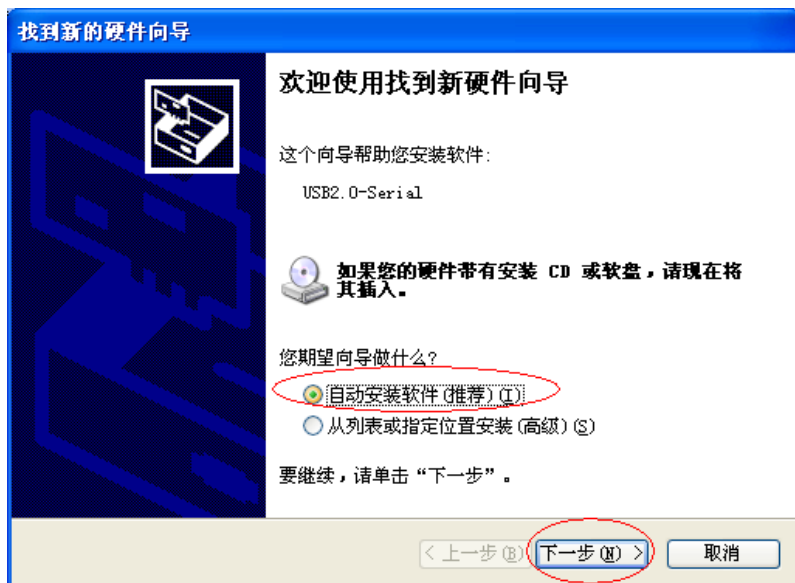 找到新的硬件向导
欢迎使用找到新硬件向导
这个向导帮助您安装软件:
USB2.0-Serial
如果您的硬件带有安装 CD 或软盘，请现在将
其插入。
您期望向导做什么?
自动安装软件(推荐)(I)
从列表或指定位置安装(高级)(S)
要继续，请单击“下一步”。
< 上一步(B) 下一步(N) > 取消